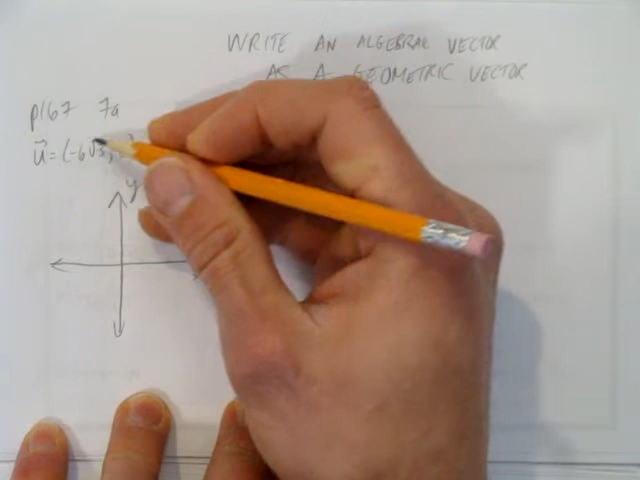 WRITE AN ALGEBRAIC VECTOR
AS A GEOMETRIC VECTOR
p167 7a
u⃗ = (-6√3,
y